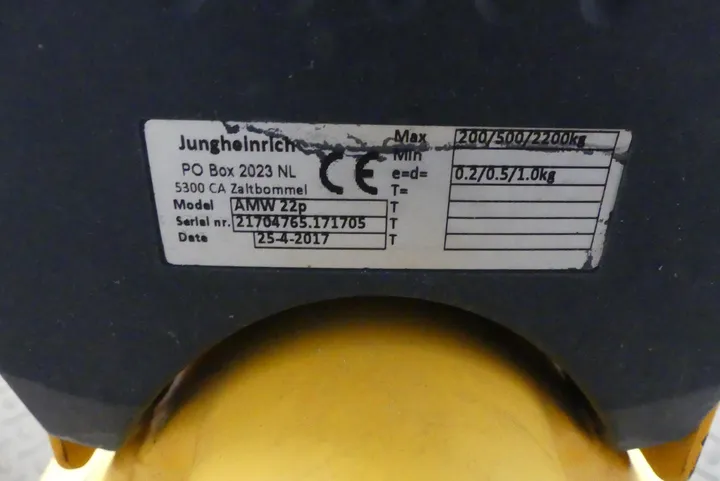 Jungheinrich
PO Box 2023 NL
5300 CA Zaltbommel
Model AMW 22p
Serial nr. 21704765.171705
Date 25-4-2017
CE
Max 200/500/2200kg
Min
e=d= 0.2/0.5/1.0kg
T=
T
T
T